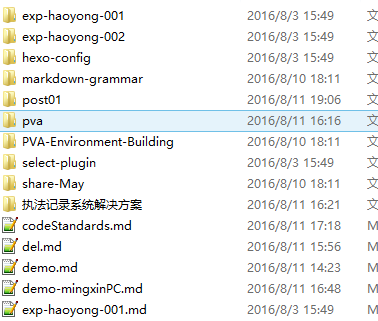 exp-haoyong-001 2016/8/3 15:49 文
exp-haoyong-002 2016/8/3 15:49 文
hexo-config 2016/8/3 15:49 文
markdown-grammar 2016/8/10 18:11 文
post01 2016/8/11 19:06 文
pva 2016/8/11 16:16 文
PVA-Environment-Building 2016/8/10 18:11 文
select-plugin 2016/8/3 15:49 文
share-May 2016/8/10 18:11 文
执法记录系统解决方案 2016/8/11 16:21 文
codeStandards.md 2016/8/11 17:18 M
del.md 2016/8/11 15:56 M
demo.md 2016/8/11 14:23 M
demo-mingxinPC.md 2016/8/11 16:48 M
exp-haoyong-001.md 2016/8/3 15:49 M